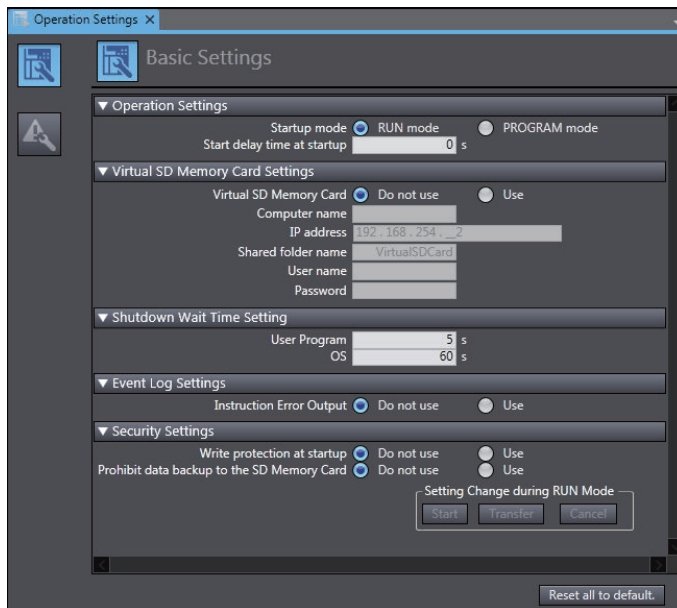 Operation Settings ×
Basic Settings
▼ Operation Settings
Startup mode RUN mode PROGRAM mode
Start delay time at startup 0 s
▼ Virtual SD Memory Card Settings
Virtual SD Memory Card Do not use Use
Computer name
IP address 192 . 168 . 254 . __2
Shared folder name VirtualSDCard
User name
Password
▼ Shutdown Wait Time Setting
User Program 5 s
OS 60 s
▼ Event Log Settings
Instruction Error Output Do not use Use
▼ Security Settings
Write protection at startup Do not use Use
Prohibit data backup to the SD Memory Card Do not use Use
Setting Change during RUN Mode
Start Transfer Cancel
Reset all to default.